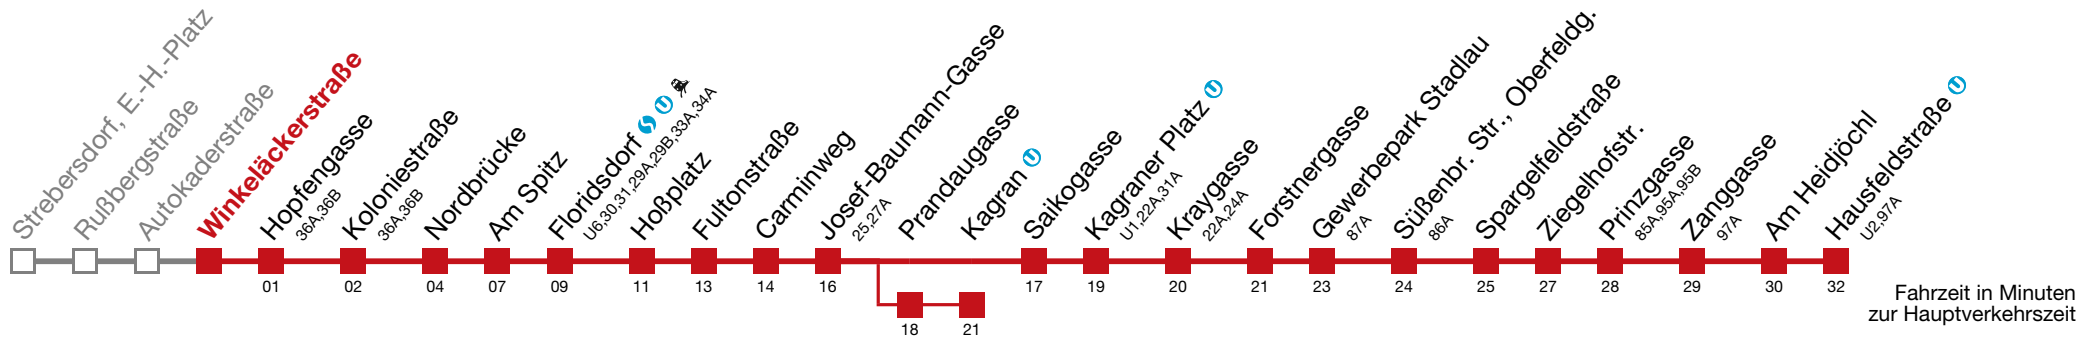 Strebersdorf, E.-H.-Platz
Rußbergstraße
Autokaderstraße
Winkeläckerstraße
Hopfengasse
36A,36B
Koloniestraße
36A,36B
Nordbrücke
Am Spitz
Floridsdorf S U
U6,30,31,29A,29B,33A,34A
Hoßplatz
Fultonstraße
Carminweg
Josef-Baumann-Gasse
25,27A
Prandaugasse
Kagran U
Saikogasse
Kagraner Platz U
U1,22A,31A
Kraygasse
22A,24A
Forstnergasse
Gewerbepark Stadlau
87A
Süßenbr. Str., Oberfeldg.
86A
Spargelfeldstraße
Ziegelhofstr.
Prinzgasse
85A,95A,95B
Zanggasse
97A
Am Heidjöchl
Hausfeldstraße U
U2,97A
01 02 04 07 09 11 13 14 16 17 19 20 21 23 24 25 27 28 29 30 32
18 21
Fahrzeit in Minuten
zur Hauptverkehrszeit